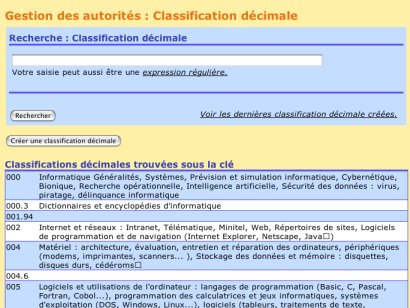 Gestion des autorités : Classification décimale
Recherche : Classification décimale
Votre saisie peut aussi être une expression régulière.
Rechercher
Voir les dernières classification décimale créées.
Créer une classification décimale
Classifications décimales trouvées sous la clé
000 Informatique Généralités, Systèmes, Prévision et simulation informatique, Cybernétique,
Bionique, Recherche opérationnelle, Intelligence artificielle, Sécurité des données : virus,
piratage, délinquance informatique
000.3 Dictionnaires et encyclopédies d'informatique
001.94
002 Internet et réseaux : Intranet, Télématique, Minitel, Web, Répertoires de sites, Logiciels
de programmation et de navigation (Internet Explorer, Netscape, Java□)
004 Matériel : architecture, évaluation, entretien et réparation des ordinateurs, périphériques
(modems, imprimantes, scanners... ), Stockage des données et mémoire : disquettes,
disques durs, cédéroms□
004.6
005 Logiciels et utilisations de l'ordinateur : langages de programmation (Basic, C, Pascal,
Fortran, Cobol...), programmation des calculatrices et jeux informatiques, systèmes
d'exploitation (DOS, Windows, Linux...), logiciels (tableurs, traitements de texte,